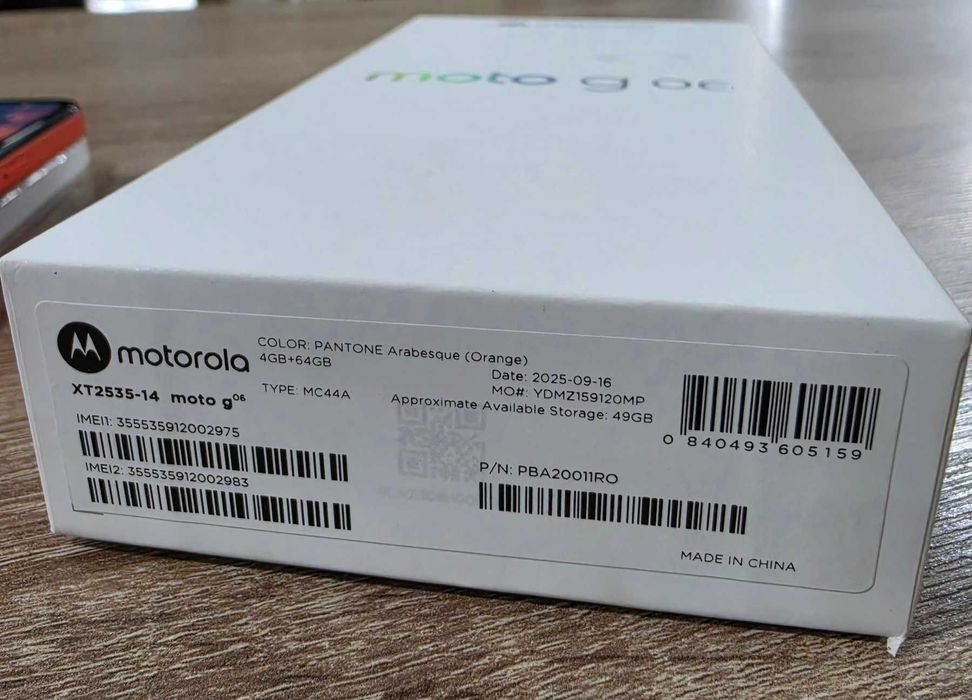 moto g 06
motorola
COLOR: PANTONE Arabesque (Orange)
4GB+64GB
Date: 2025-09-16
XT2535-14 moto g06
TYPE: MC44A
MO#: YDMZ159120MP
Approximate Available Storage: 49GB
0 840493 605159
IMEI1: 355535912002975
IMEI2: 355535912002983
P/N: PBA20011RO
MADE IN CHINA